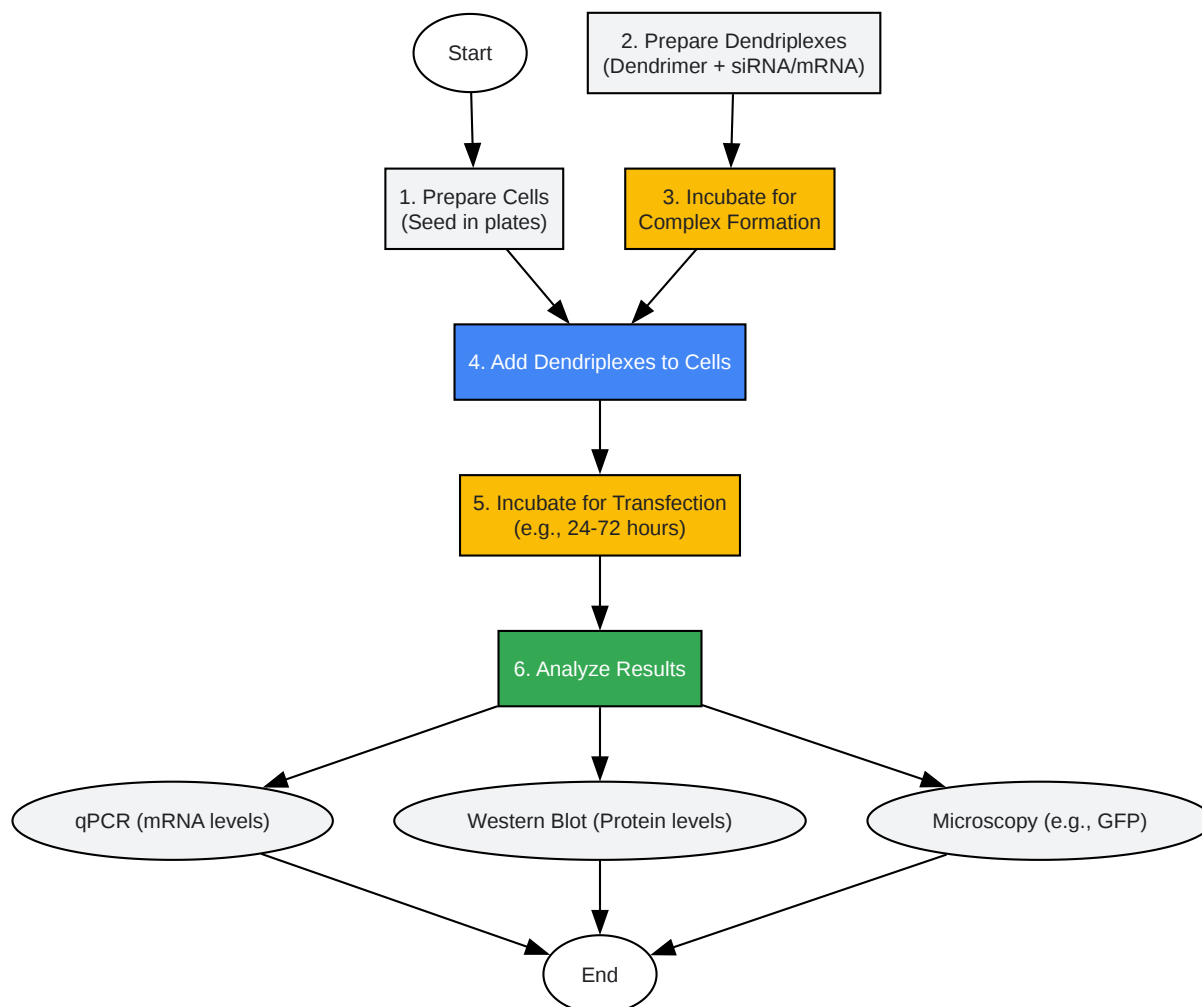 Start
2. Prepare Dendriplexes
(Dendrimer + siRNA/mRNA)
1. Prepare Cells
(Seed in plates)
3. Incubate for
Complex Formation
4. Add Dendriplexes to Cells
5. Incubate for Transfection
(e.g., 24-72 hours)
6. Analyze Results
qPCR (mRNA levels)
Western Blot (Protein levels)
Microscopy (e.g., GFP)
End